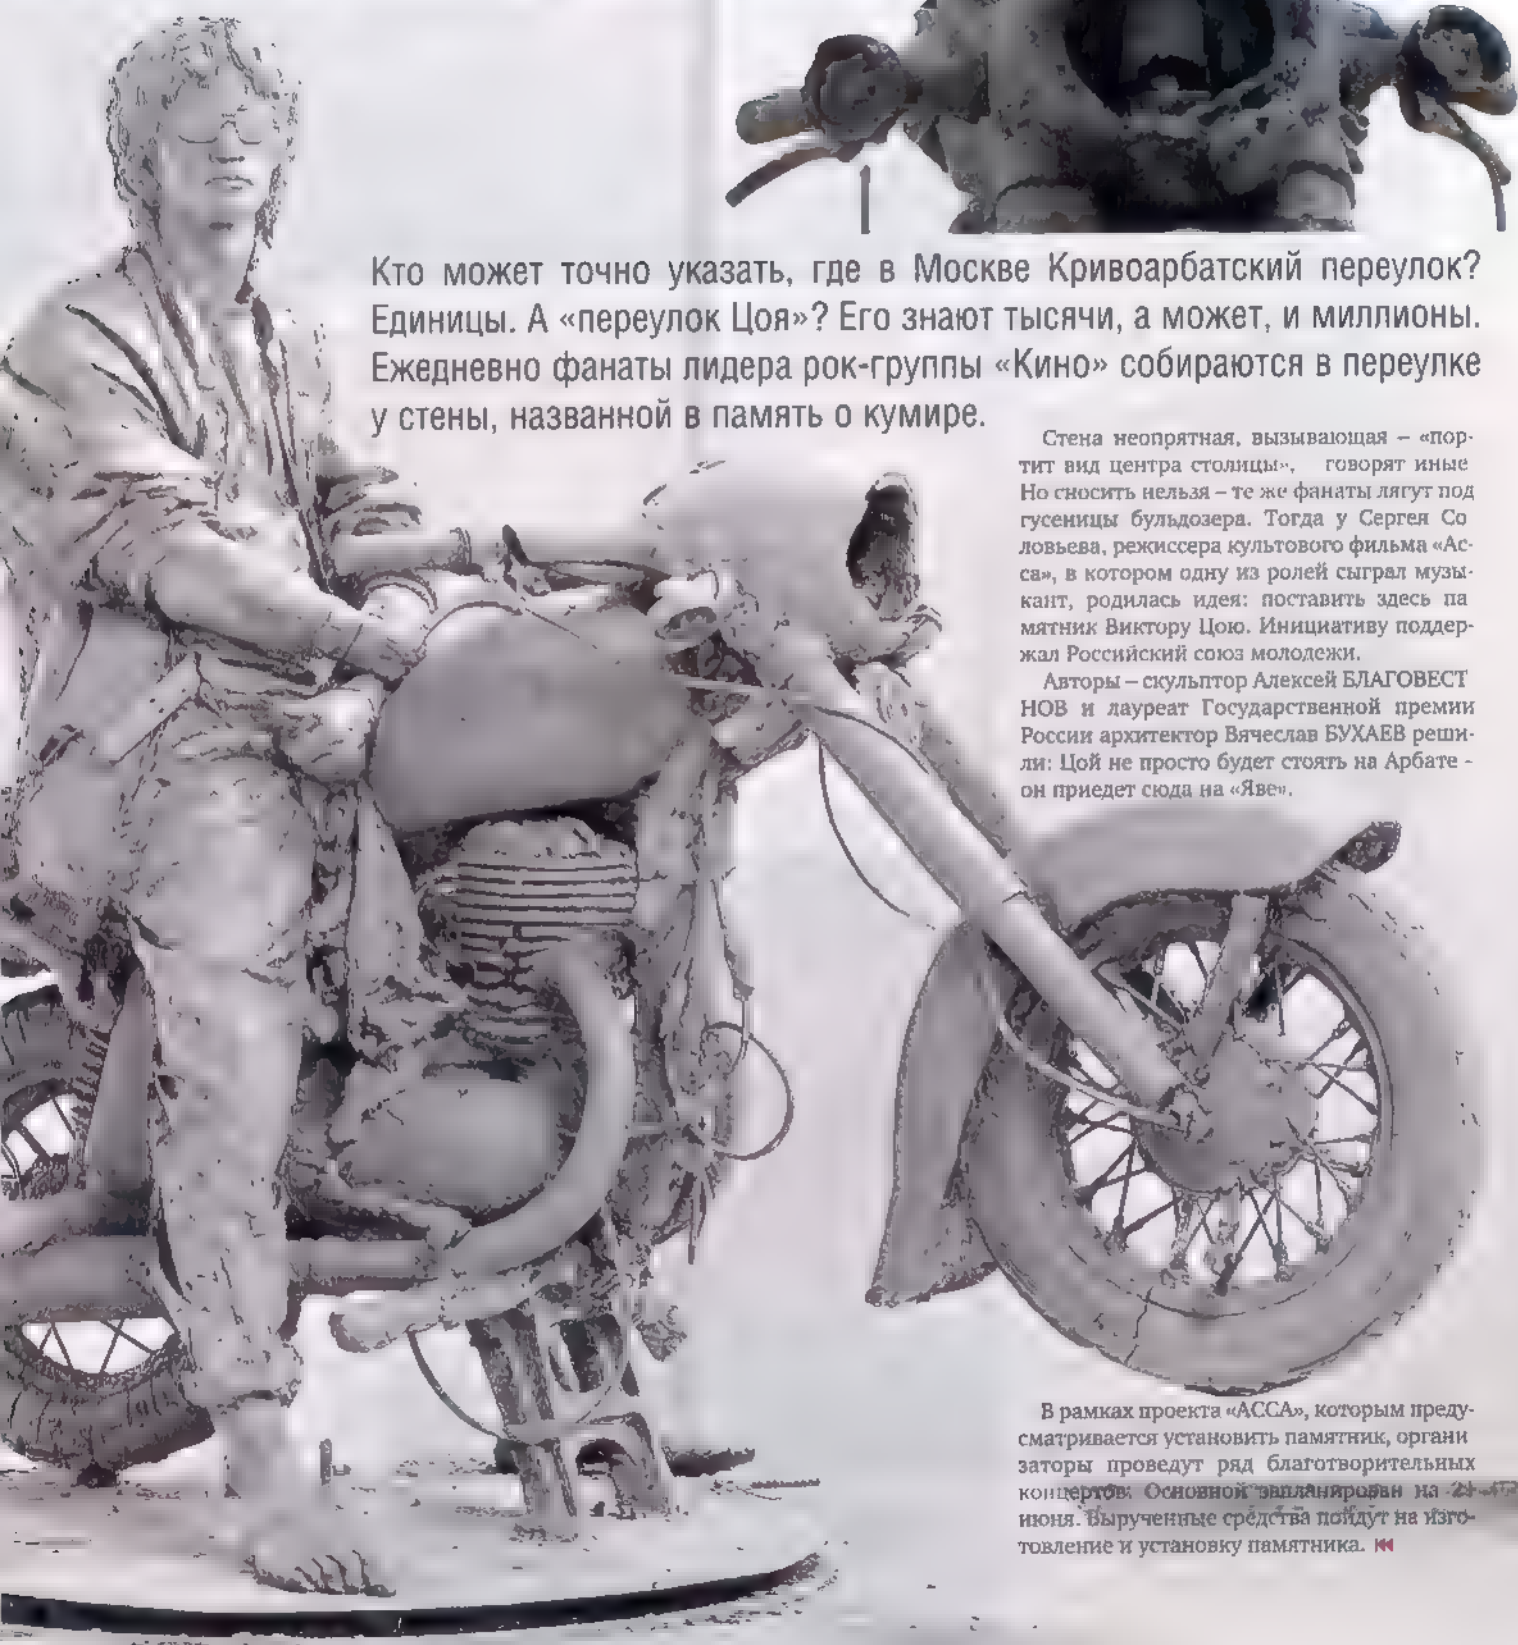 Кто может точно указать, где в Москве Кривоарбатский переулок?
Единицы. А «переулок Цоя»? Его знают тысячи, а может, и миллионы.
Ежедневно фанаты лидера рок-группы «Кино» собираются в переулке
у стены, названной в память о кумире.
Стена неопрятная, вызывающая – «пор-
тит вид центра столицы», говорят иные
Но сносить нельзя – те же фанаты лягут под
гусеницы бульдозера. Тогда у Сергея Со
ловьева, режиссера культового фильма «Ас-
са», в котором одну из ролей сыграл музы-
кант, родилась идея: поставить здесь па
мятник Виктору Цою. Инициативу поддер-
жал Российский союз молодежи.
Авторы – скульптор Алексей БЛАГОВЕСТ
НОВ и лауреат Государственной премии
России архитектор Вячеслав БУХАЕВ реши-
ли: Цой не просто будет стоять на Арбате -
он приедет сюда на «Яве».
В рамках проекта «АССА», которым преду-
сматривается установить памятник, органи
заторы проведут ряд благотворительных
концертов. Основной запланирован на
июня. Вырученные средства пойдут на изго-
товление и установку памятника.